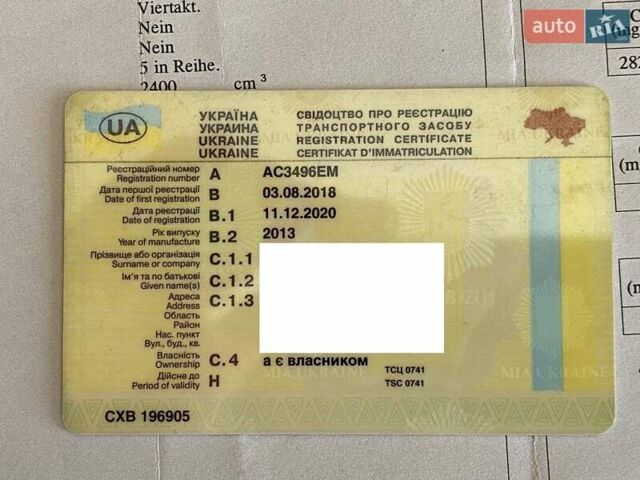 Viertakt.
Nein
Nein
5 in Reihe.
2400 cm³
auto RIA
282
УКРАЇНА СВІДОЦТВО ПРО РЕЄСТРАЦІЮ
УКРАИНА ТРАНСПОРТНОГО ЗАСОБУ
UKRAINE REGISTRATION CERTIFICATE
UKRAINE CERTIFIKAT D'IMMATRICULATION
UA
Реєстраційний номер A AC3496EM
Registration number
Дата першої реєстрації B 03.08.2018
Date of first registration
Дата реєстрації B.1 11.12.2020
Date of registration
Рік випуску B.2 2013
Year of manufacture
Прізвище або організація C.1.1
Surname or company
Ім'я та по батькові C.1.2
Given name(s)
Адреса C.1.3
Address
Область
Район
Нас. пункт
Вул., буд., кв.
Власність C.4 а є власником
Ownership
ТСЦ 0741
Дійсне до H
Period of validity
TSC 0741
СХВ 196905